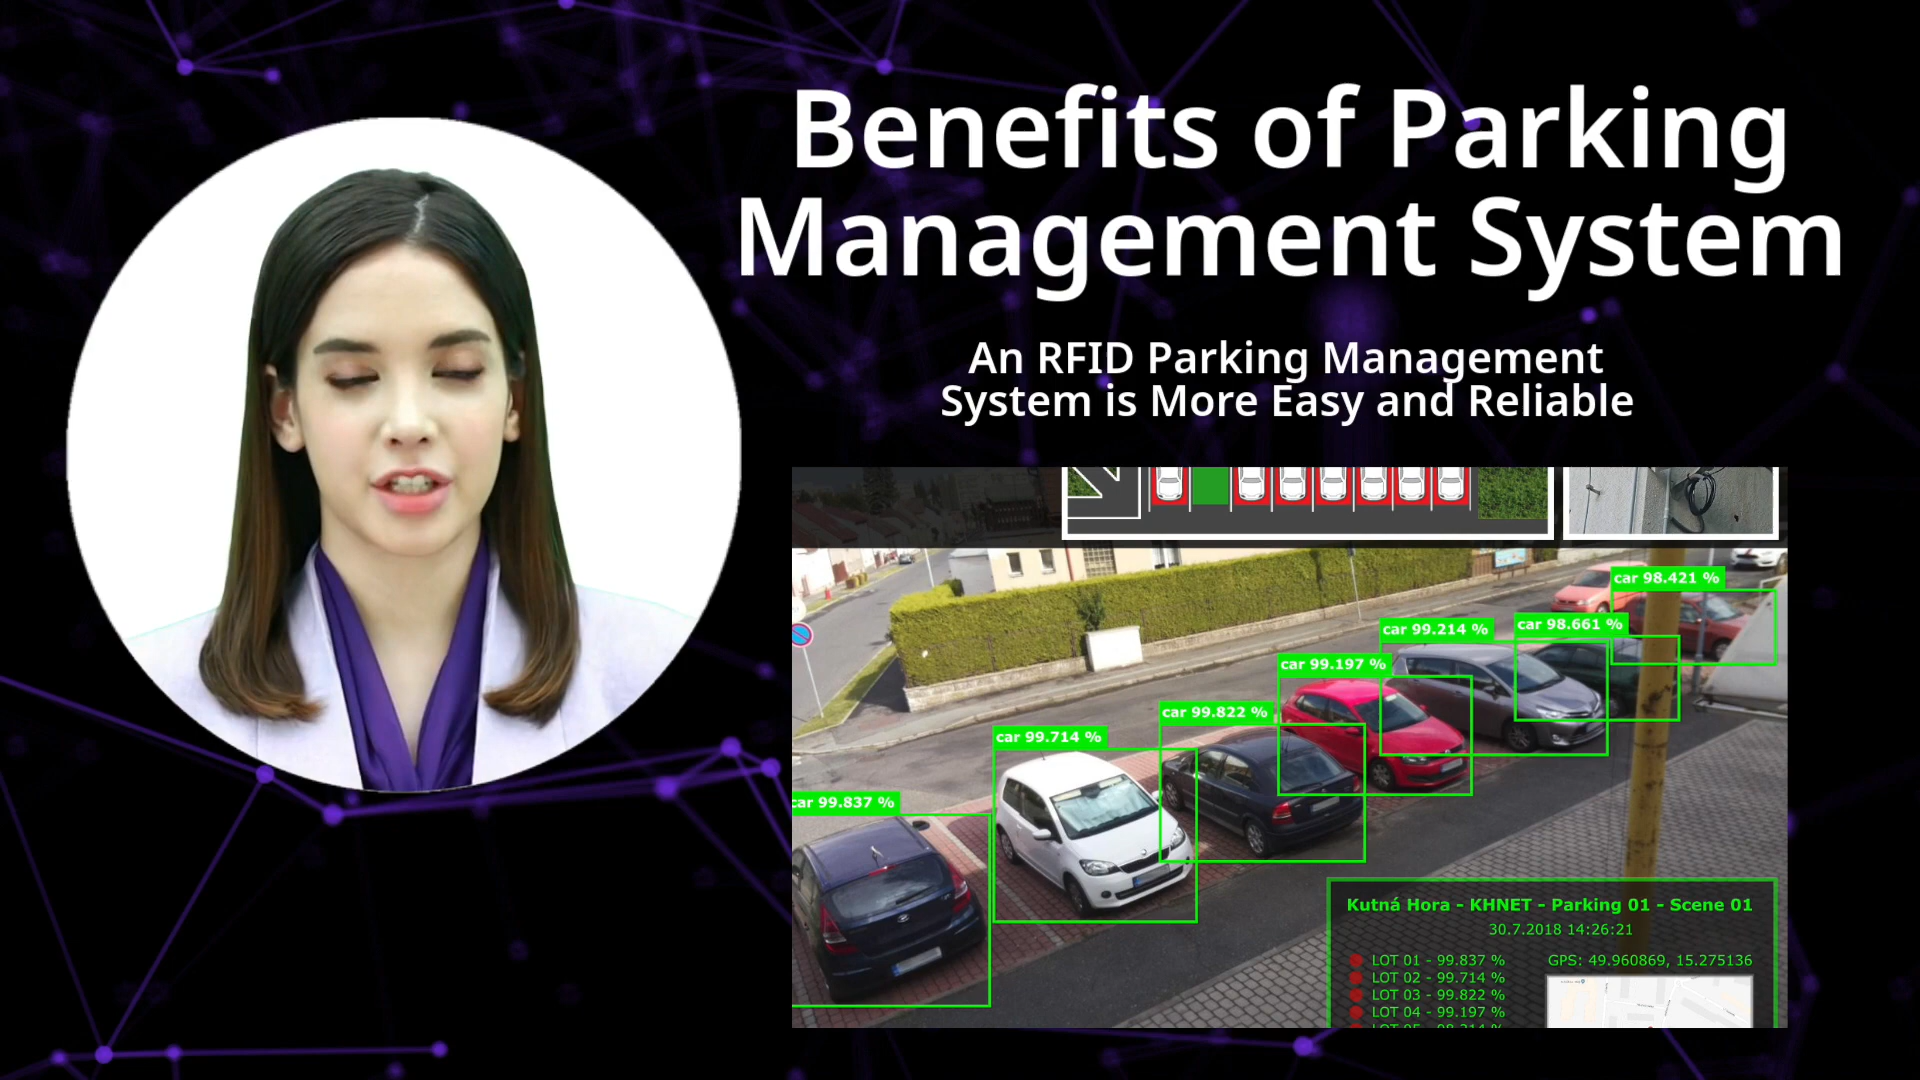 Benefits of Parking
Management System
An RFID Parking Management
System is More Easy and Reliable
car 98.421 %
car 98.661 %
car 99.214 %
car 99.197 %
car 99.822 %
car 99.714 %
car 99.837 %
Kutná Hora - KHNET - Parking 01 - Scene 01
30.7.2018 14:26:21
LOT 01 - 99.837 %
GPS: 49.960869, 15.275136
LOT 02 - 99.714 %
LOT 03 - 99.822 %
LOT 04 - 99.197 %